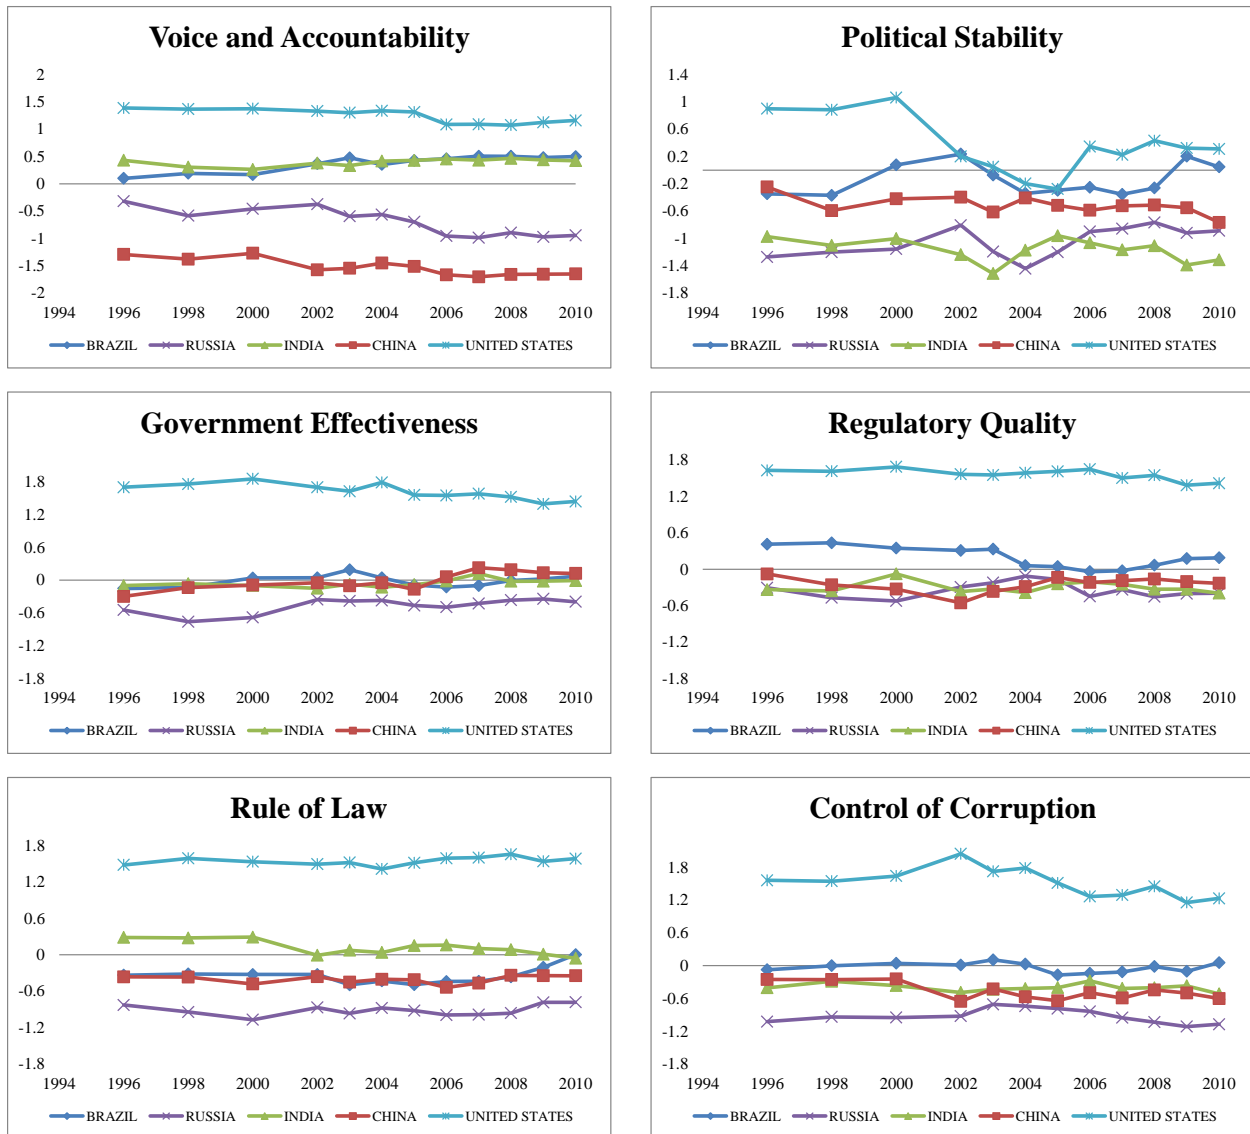 Voice and Accountability
2
1.5
1
0.5
0
-0.5
-1
-1.5
-2
1994 1996 1998 2000 2002 2004 2006 2008 2010
BRAZIL RUSSIA INDIA CHINA UNITED STATES
Political Stability
1.4
1
0.6
0.2
-0.2
-0.6
-1
-1.4
-1.8
1994 1996 1998 2000 2002 2004 2006 2008 2010
BRAZIL RUSSIA INDIA CHINA UNITED STATES
Government Effectiveness
1.8
1.2
0.6
0
-0.6
-1.2
-1.8
1994 1996 1998 2000 2002 2004 2006 2008 2010
BRAZIL RUSSIA INDIA CHINA UNITED STATES
Regulatory Quality
1.8
1.2
0.6
0
-0.6
-1.2
-1.8
1994 1996 1998 2000 2002 2004 2006 2008 2010
BRAZIL RUSSIA INDIA CHINA UNITED STATES
Rule of Law
1.8
1.2
0.6
0
-0.6
-1.2
-1.8
1994 1996 1998 2000 2002 2004 2006 2008 2010
BRAZIL RUSSIA INDIA CHINA UNITED STATES
Control of Corruption
1.8
1.2
0.6
0
-0.6
-1.2
-1.8
1994 1996 1998 2000 2002 2004 2006 2008 2010
BRAZIL RUSSIA INDIA CHINA UNITED STATES